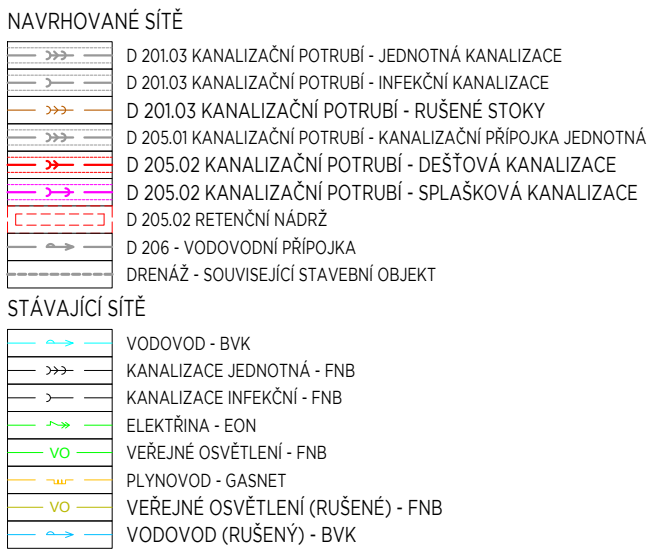 NAVRHOVANÉ SÍTĚ
D 201.03 KANALIZAČNÍ POTRUBÍ - JEDNOTNÁ KANALIZACE
D 201.03 KANALIZAČNÍ POTRUBÍ - INFEKČNÍ KANALIZACE
D 201.03 KANALIZAČNÍ POTRUBÍ - RUŠENÉ STOKY
D 205.01 KANALIZAČNÍ POTRUBÍ - KANALIZAČNÍ PŘÍPOJKA JEDNOTNÁ
D 205.02 KANALIZAČNÍ POTRUBÍ - DEŠŤOVÁ KANALIZACE
D 205.02 KANALIZAČNÍ POTRUBÍ - SPLAŠKOVÁ KANALIZACE
D 205.02 RETENČNÍ NÁDRŽ
D 206 - VODOVODNÍ PŘÍPOJKA
DRENÁŽ - SOUVISEJÍCÍ STAVEBNÍ OBJEKT
STÁVAJÍCÍ SÍTĚ
VODOVOD - BVK
KANALIZACE JEDNOTNÁ - FNB
KANALIZACE INFEKČNÍ - FNB
ELEKTŘINA - EON
VO VEŘEJNÉ OSVĚTLENÍ - FNB
PLYNOVOD - GASNET
VO VEŘEJNÉ OSVĚTLENÍ (RUŠENÉ) - FNB
VODOVOD (RUŠENÝ) - BVK